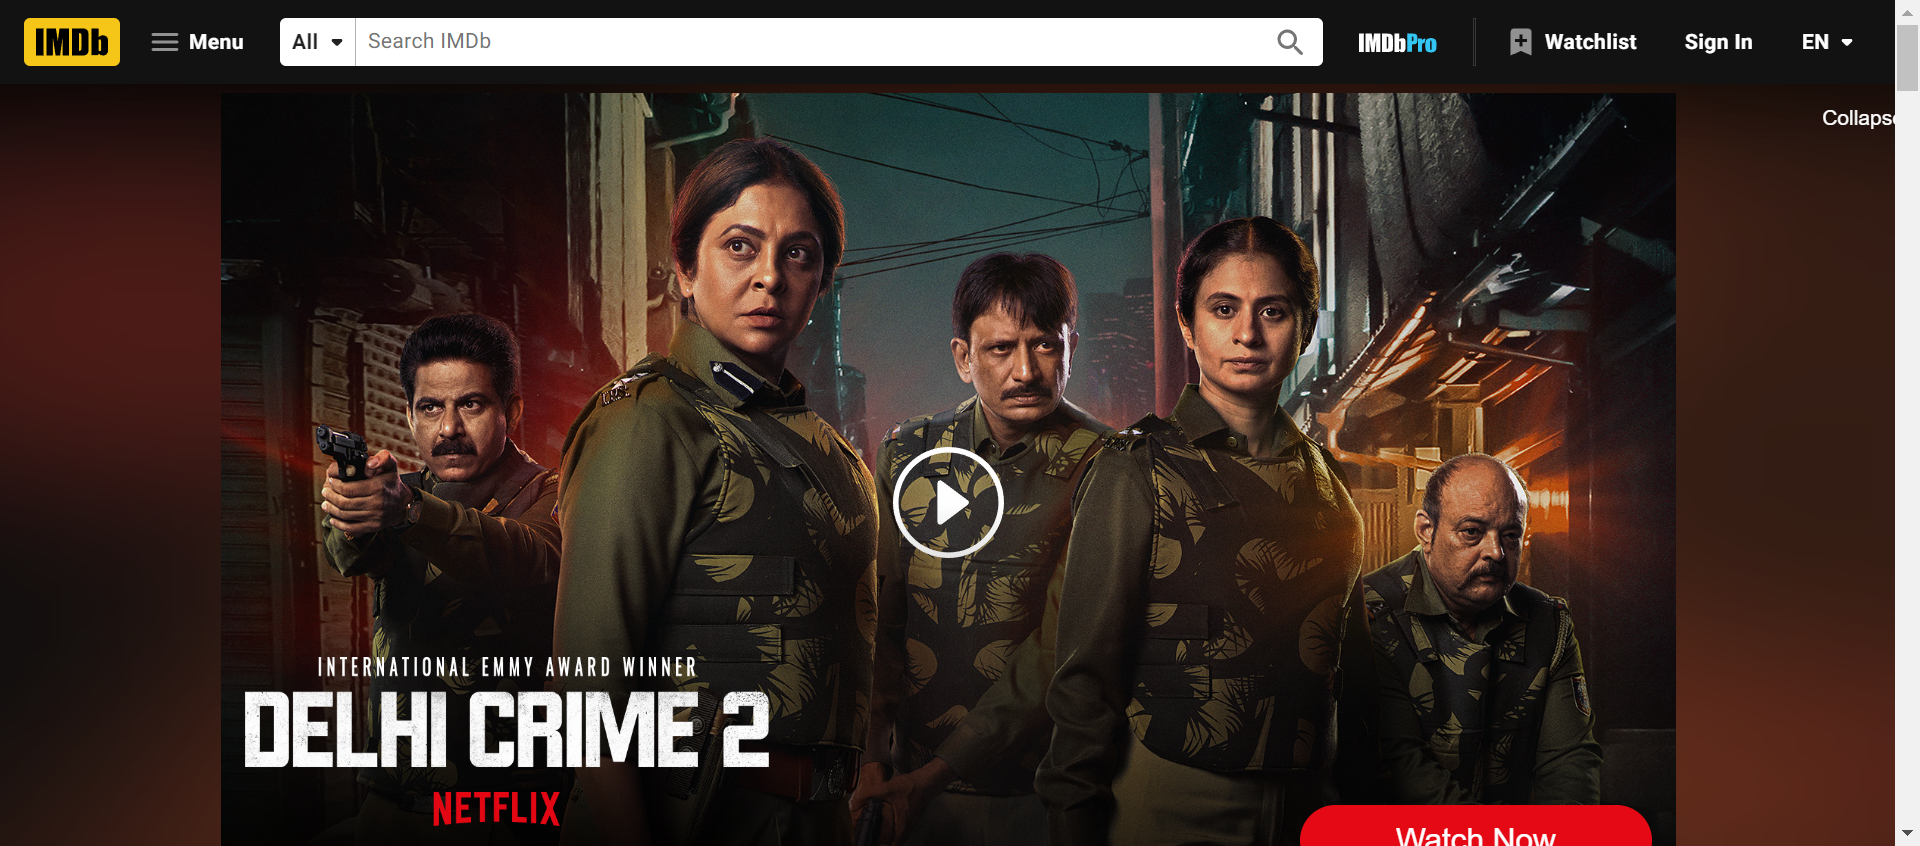 IMDb Menu All Search IMDb IMDbPro Watchlist Sign In EN
Collapse
INTERNATIONAL EMMY AWARD WINNER
DELHI CRIME 2
NETFLIX
Watch Now